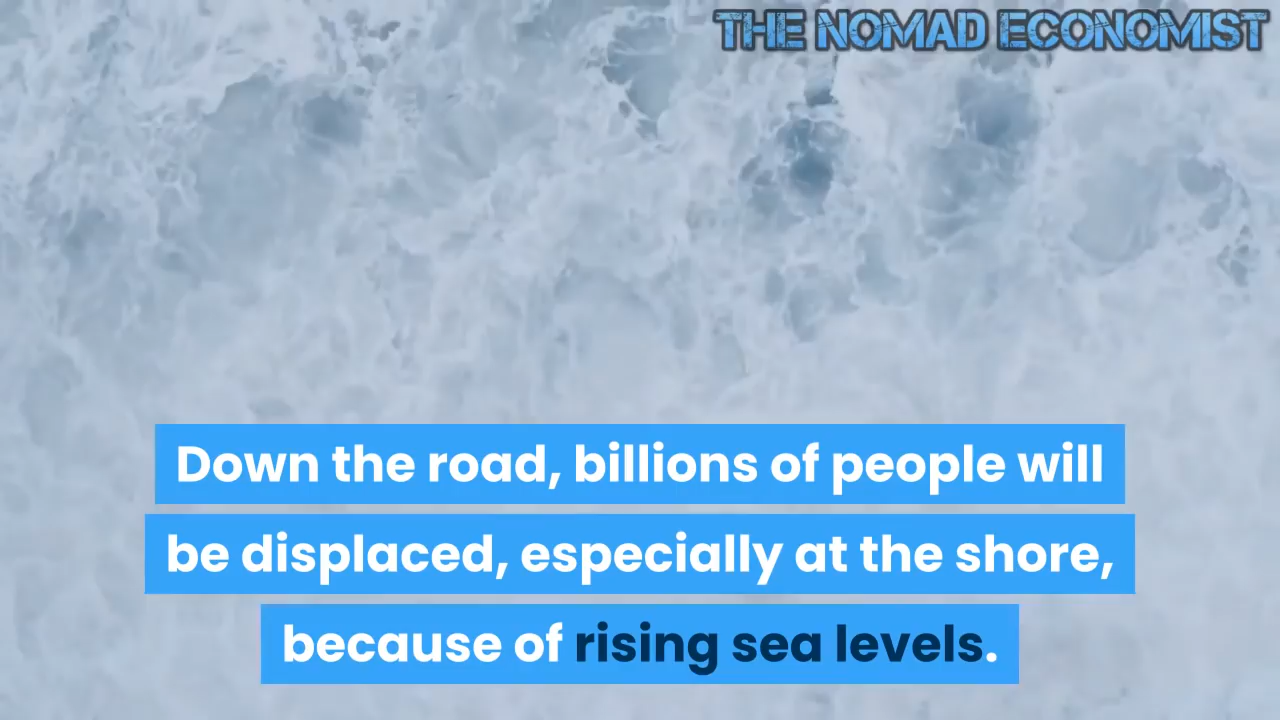 THE NOMAD ECONOMIST
Down the road, billions of people will
be displaced, especially at the shore,
because of rising sea levels.